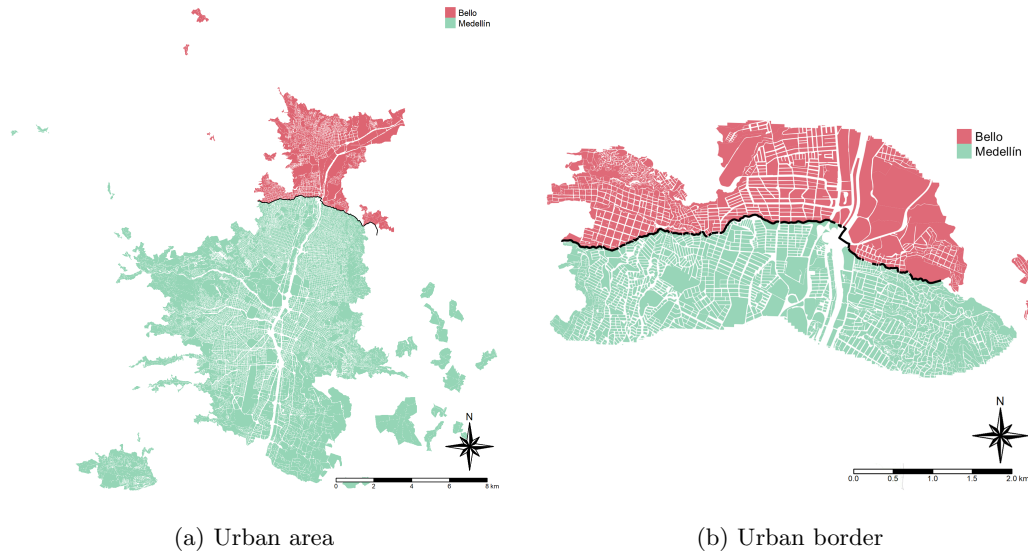 Bello
Medellín
N
0 2 4 6 8 km
(a) Urban area
Bello
Medellín
N
0.0 0.5 1.0 1.5 2.0 km
(b) Urban border